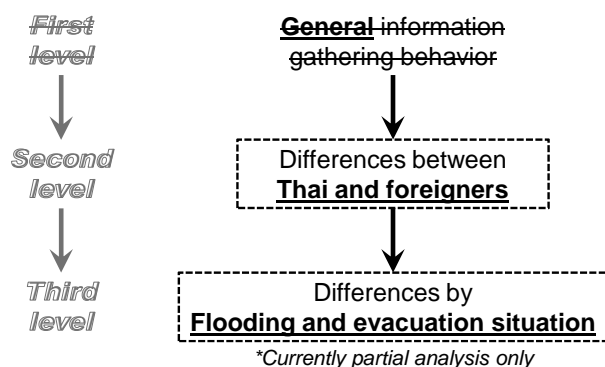 First
level
General information
gathering behavior
Second
level
Differences between
Thai and foreigners
Third
level
Differences by
Flooding and evacuation situation
*Currently partial analysis only